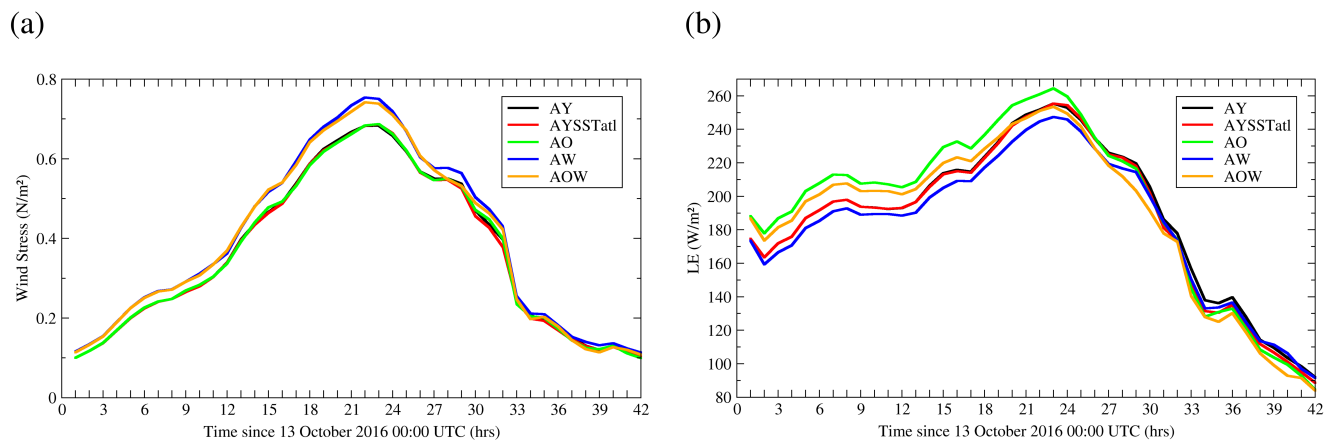 (a)
(b)
0.8
0.6
0.4
0.2
0
Wind Stress (N/m²)
AY
AYSSTatl
AO
AW
AOW
0 3 6 9 12 15 18 21 24 27 30 33 36 39 42
Time since 13 October 2016 00:00 UTC (hrs)
260
240
220
200
180
160
140
120
100
80
LE (W/m²)
AY
AYSSTatl
AO
AW
AOW
0 3 6 9 12 15 18 21 24 27 30 33 36 39 42
Time since 13 October 2016 00:00 UTC (hrs)